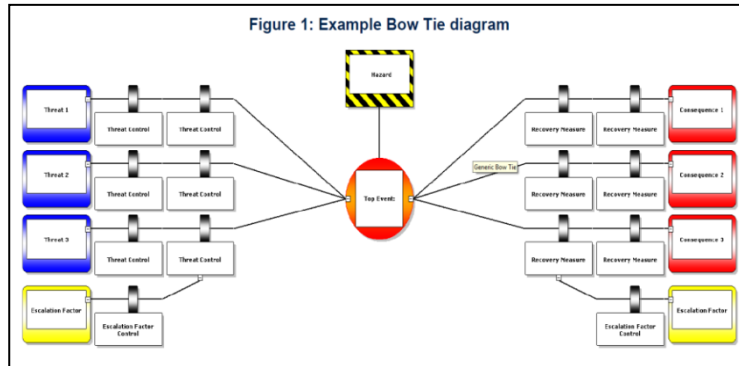 Figure 1: Example Bow Tie diagram
Hazard
Threat 1
Threat Control
Threat Control
Recovery Measure
Recovery Measure
Consequence 1
Threat 2
Threat Control
Threat Control
Top Event
Generic Bow Tie
Recovery Measure
Recovery Measure
Consequence 2
Threat 3
Threat Control
Threat Control
Recovery Measure
Recovery Measure
Consequence 3
Escalation Factor
Escalation Factor
Control
Escalation Factor
Control
Escalation Factor